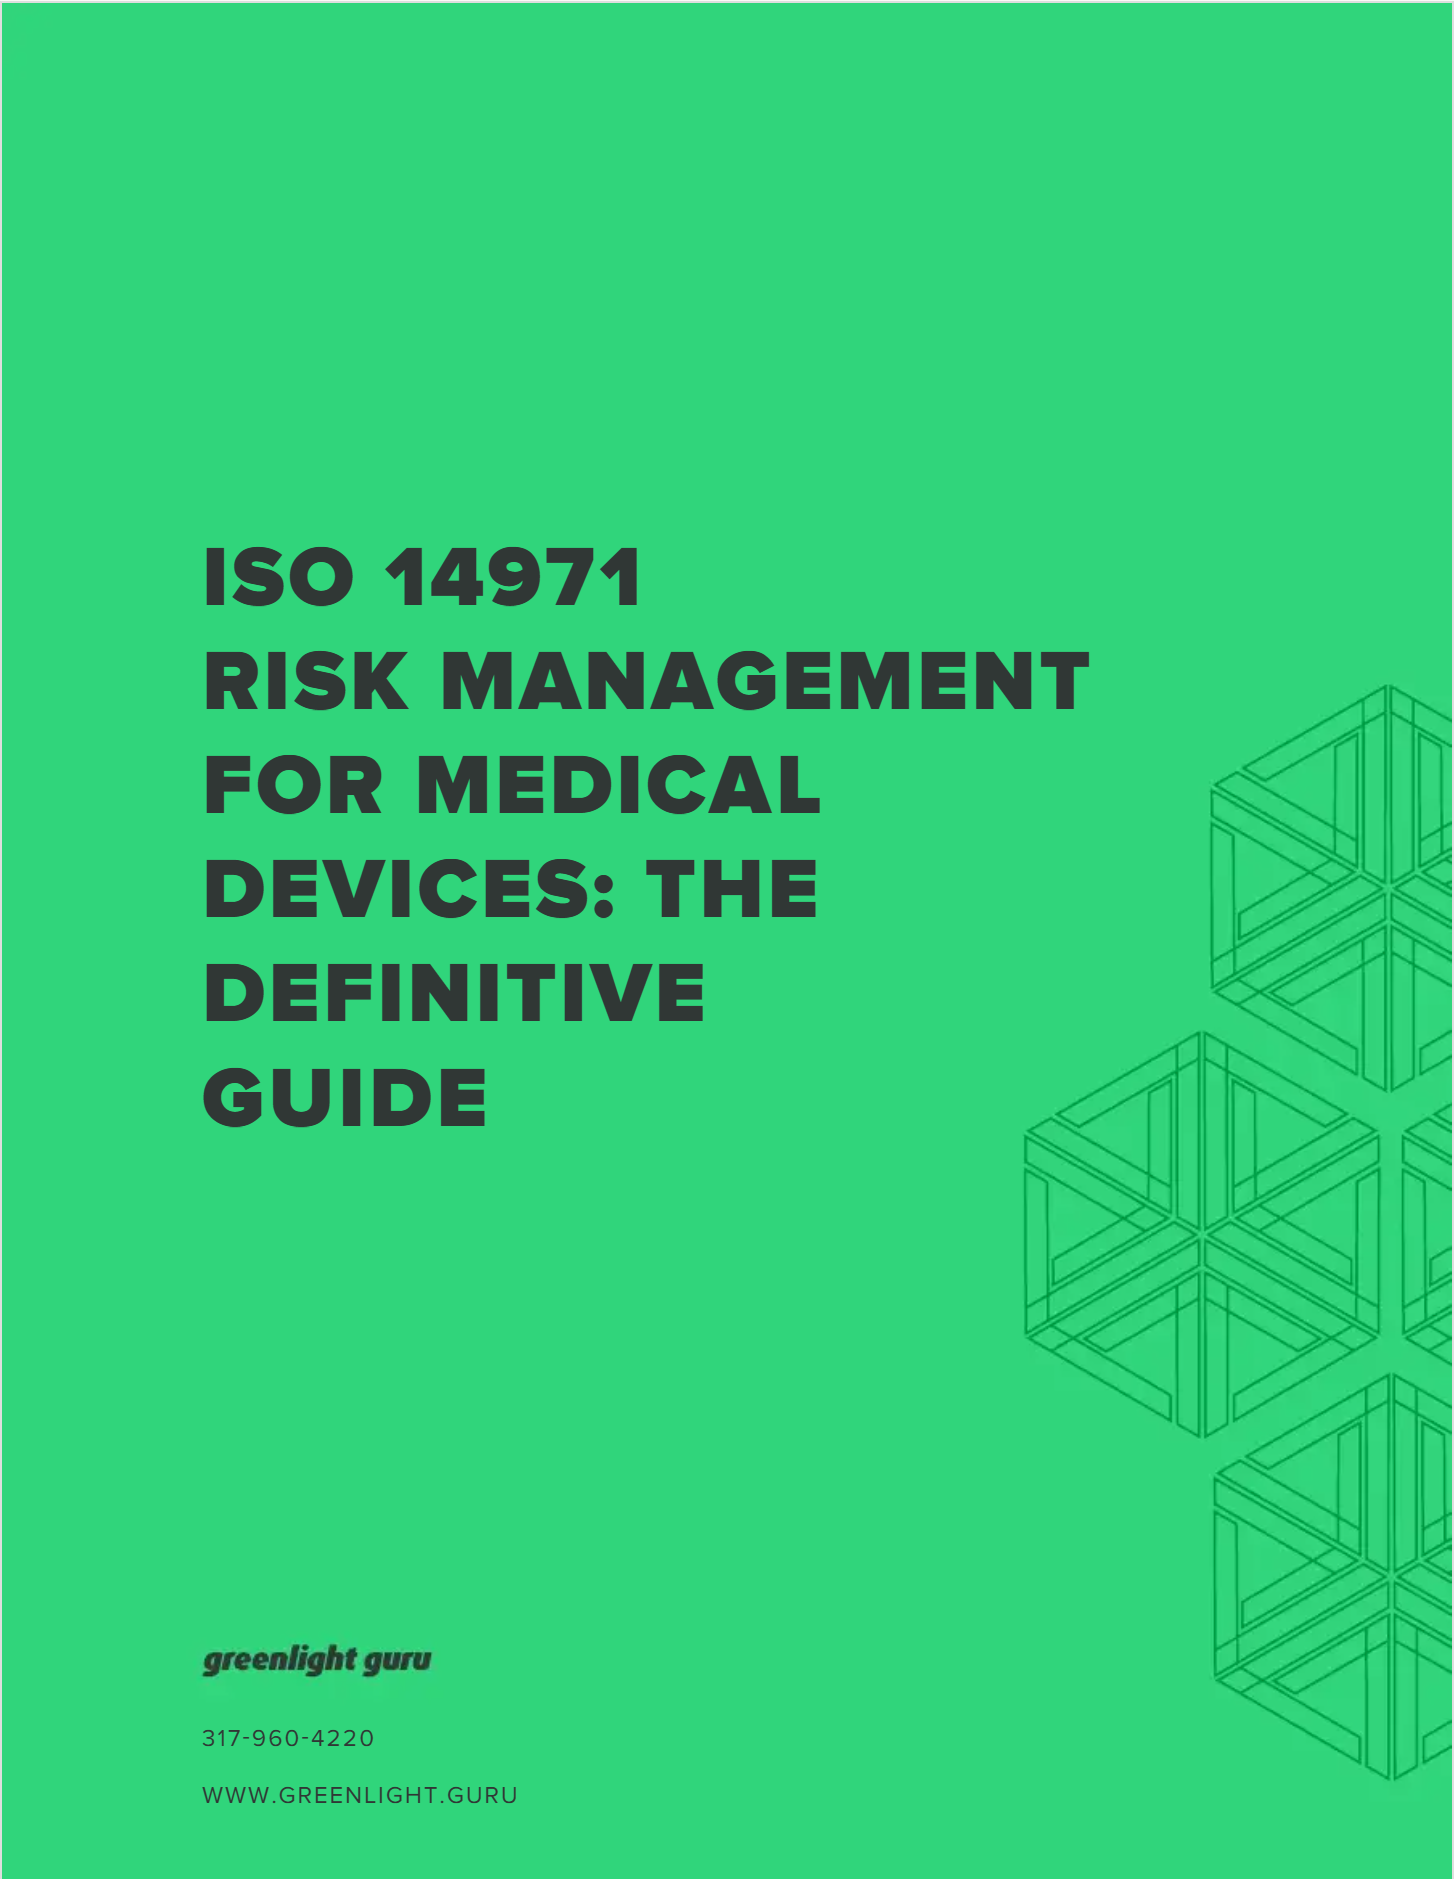 ISO 14971
RISK MANAGEMENT
FOR MEDICAL
DEVICES: THE
DEFINITIVE
GUIDE
greenlight guru
317-960-4220
WWW.GREENLIGHT.GURU